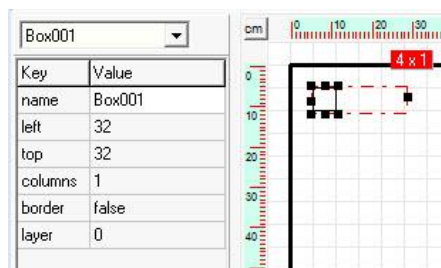 Box001
Key Value
name Box001
left 32
top 32
columns 1
border false
layer 0
cm
0 10 20 30
4 x 1
0
10
20
30
40